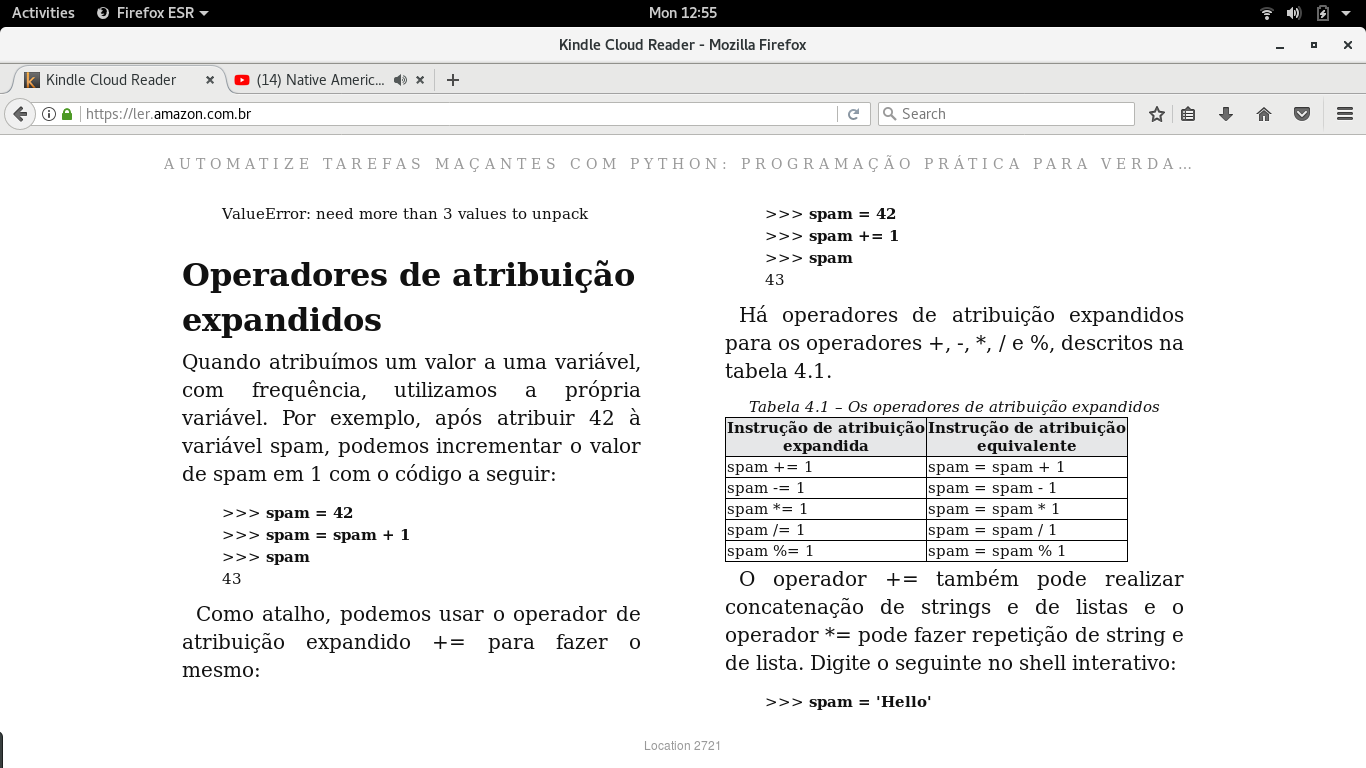 Activities Firefox ESR Mon 12:55
Kindle Cloud Reader - Mozilla Firefox
Kindle Cloud Reader (14) Native Americ...
https://ler.amazon.com.br Search
AUTOMATIZE TAREFAS MAÇANTES COM PYTHON: PROGRAMAÇÃO PRÁTICA PARA VERDA...
ValueError: need more than 3 values to unpack
Operadores de atribuição
expandidos
Quando atribuímos um valor a uma variável,
com frequência, utilizamos a própria
variável. Por exemplo, após atribuir 42 à
variável spam, podemos incrementar o valor
de spam em 1 com o código a seguir:
>>> spam = 42
>>> spam = spam + 1
>>> spam
43
Como atalho, podemos usar o operador de
atribuição expandido += para fazer o
mesmo:
>>> spam = 42
>>> spam += 1
>>> spam
43
Há operadores de atribuição expandidos
para os operadores +, -, *, / e %, descritos na
tabela 4.1.
Tabela 4.1 – Os operadores de atribuição expandidos
Instrução de atribuição expandida Instrução de atribuição equivalente
spam += 1 spam = spam + 1
spam -= 1 spam = spam - 1
spam *= 1 spam = spam * 1
spam /= 1 spam = spam / 1
spam %= 1 spam = spam % 1
O operador += também pode realizar
concatenação de strings e de listas e o
operador *= pode fazer repetição de string e
de lista. Digite o seguinte no shell interativo:
>>> spam = 'Hello'
Location 2721